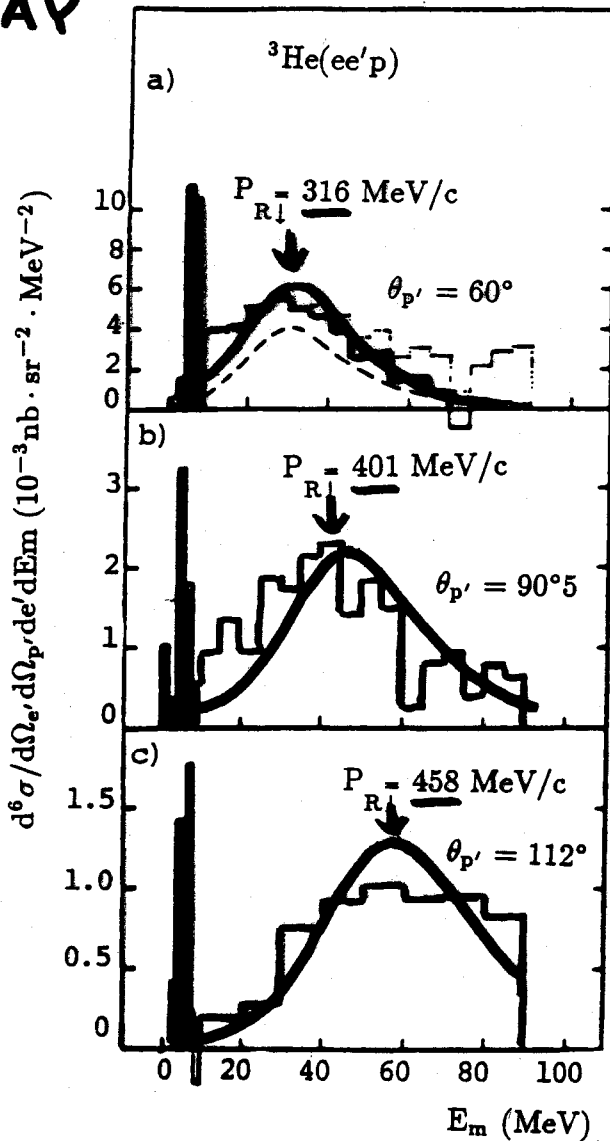 AY
³He(ee′p)
a)
P_R = 316 MeV/c
θ_p′ = 60°
10
8
6
4
2
0
b)
P_R = 401 MeV/c
θ_p′ = 90°5
3
2
1
0
c)
P_R = 458 MeV/c
θ_p′ = 112°
1.5
1.0
0.5
0
0 20 40 60 80 100
E_m (MeV)
d⁶σ/dΩ_e′dΩ_p′de′dEm (10⁻³nb·sr⁻²·MeV⁻²)